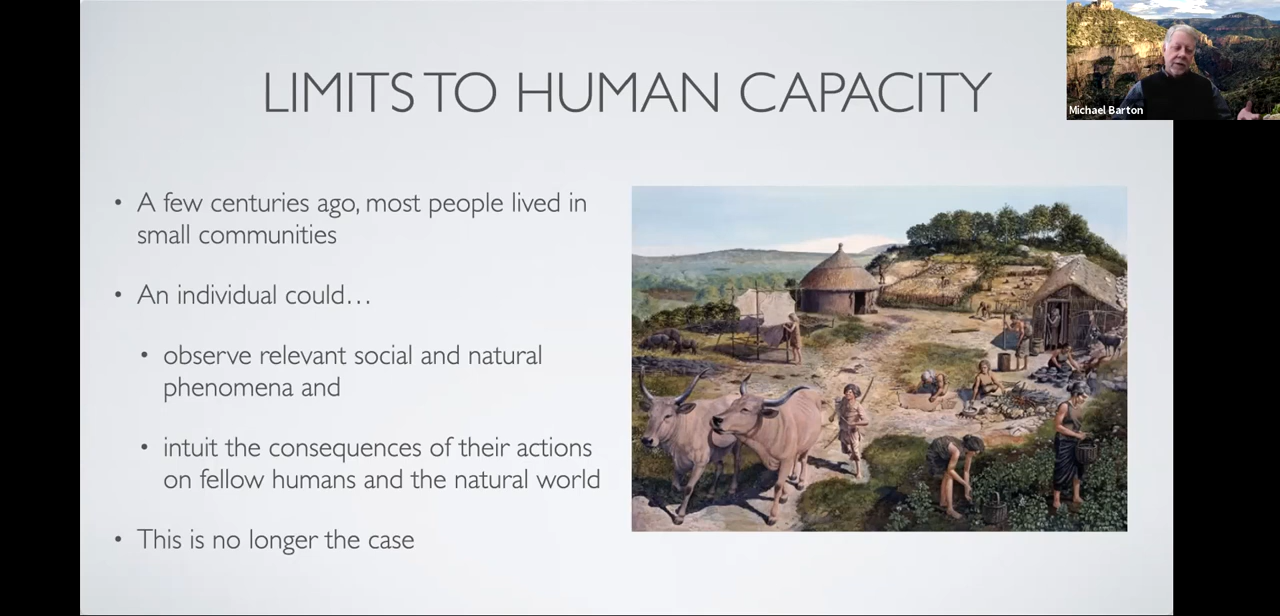 LIMITS TO HUMAN CAPACITY
Michael Barton
• A few centuries ago, most people lived in
small communities
• An individual could…
• observe relevant social and natural
phenomena and
• intuit the consequences of their actions
on fellow humans and the natural world
• This is no longer the case